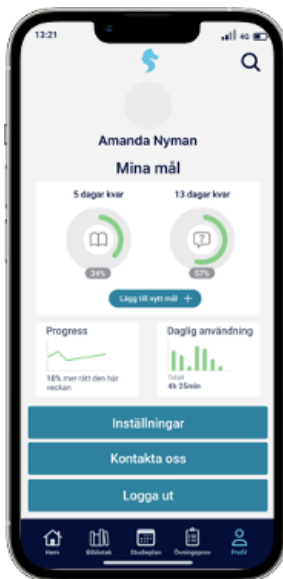 13:21
4G
Amanda Nyman
Mina mål
5 dagar kvar
13 dagar kvar
34%
57%
Lägg till nytt mål +
Progress
Daglig användning
10% mer rätt den här
veckan
Totalt
4h 25min
Inställningar
Kontakta oss
Logga ut
Hem
Bibliotek
Studieplan
Övningsprov
Profil